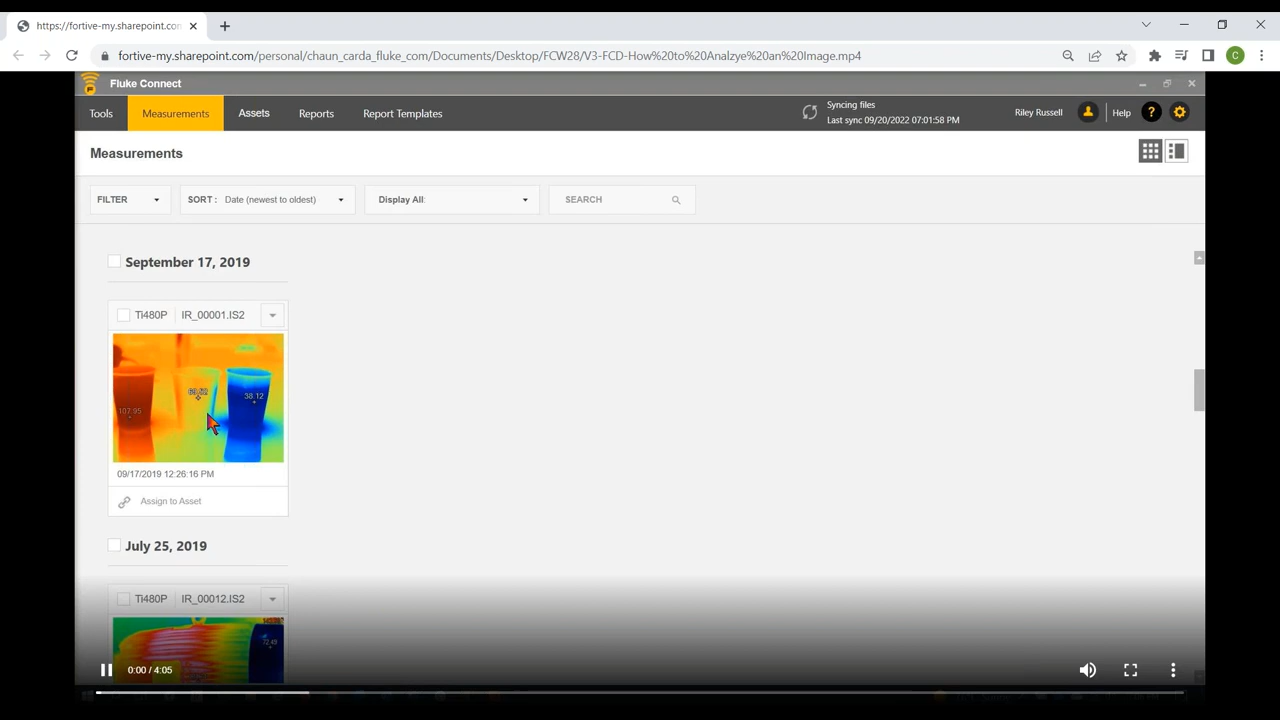 https://fortive-my.sharepoint.con
https://fortive-my.sharepoint.com/personal/chaun_carda_fluke_com/Documents/Desktop/FCW28/V3-FCD-How%20to%20Analzye%20an%20Image.mp4
C
Fluke Connect
Tools
Measurements
Assets
Reports
Report Templates
Syncing files
Last sync 09/20/2022 07:01:58 PM
Riley Russell
Help
?
Measurements
FILTER
SORT : Date (newest to oldest)
Display All:
SEARCH
September 17, 2019
Ti480P IR_00001.IS2
107.95
38.12
09/17/2019 12:26:16 PM
Assign to Asset
July 25, 2019
Ti480P IR_00012.IS2
72.49
0:00 / 4:05